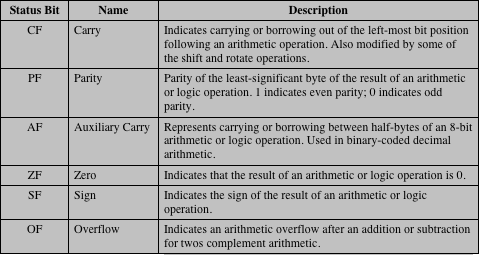 Status Bit Name Description
CF Carry Indicates carrying or borrowing out of the left-most bit position
following an arithmetic operation. Also modified by some of
the shift and rotate operations.
PF Parity Parity of the least-significant byte of the result of an arithmetic
or logic operation. 1 indicates even parity; 0 indicates odd
parity.
AF Auxiliary Carry Represents carrying or borrowing between half-bytes of an 8-bit
arithmetic or logic operation. Used in binary-coded decimal
arithmetic.
ZF Zero Indicates that the result of an arithmetic or logic operation is 0.
SF Sign Indicates the sign of the result of an arithmetic or logic
operation.
OF Overflow Indicates an arithmetic overflow after an addition or subtraction
for twos complement arithmetic.